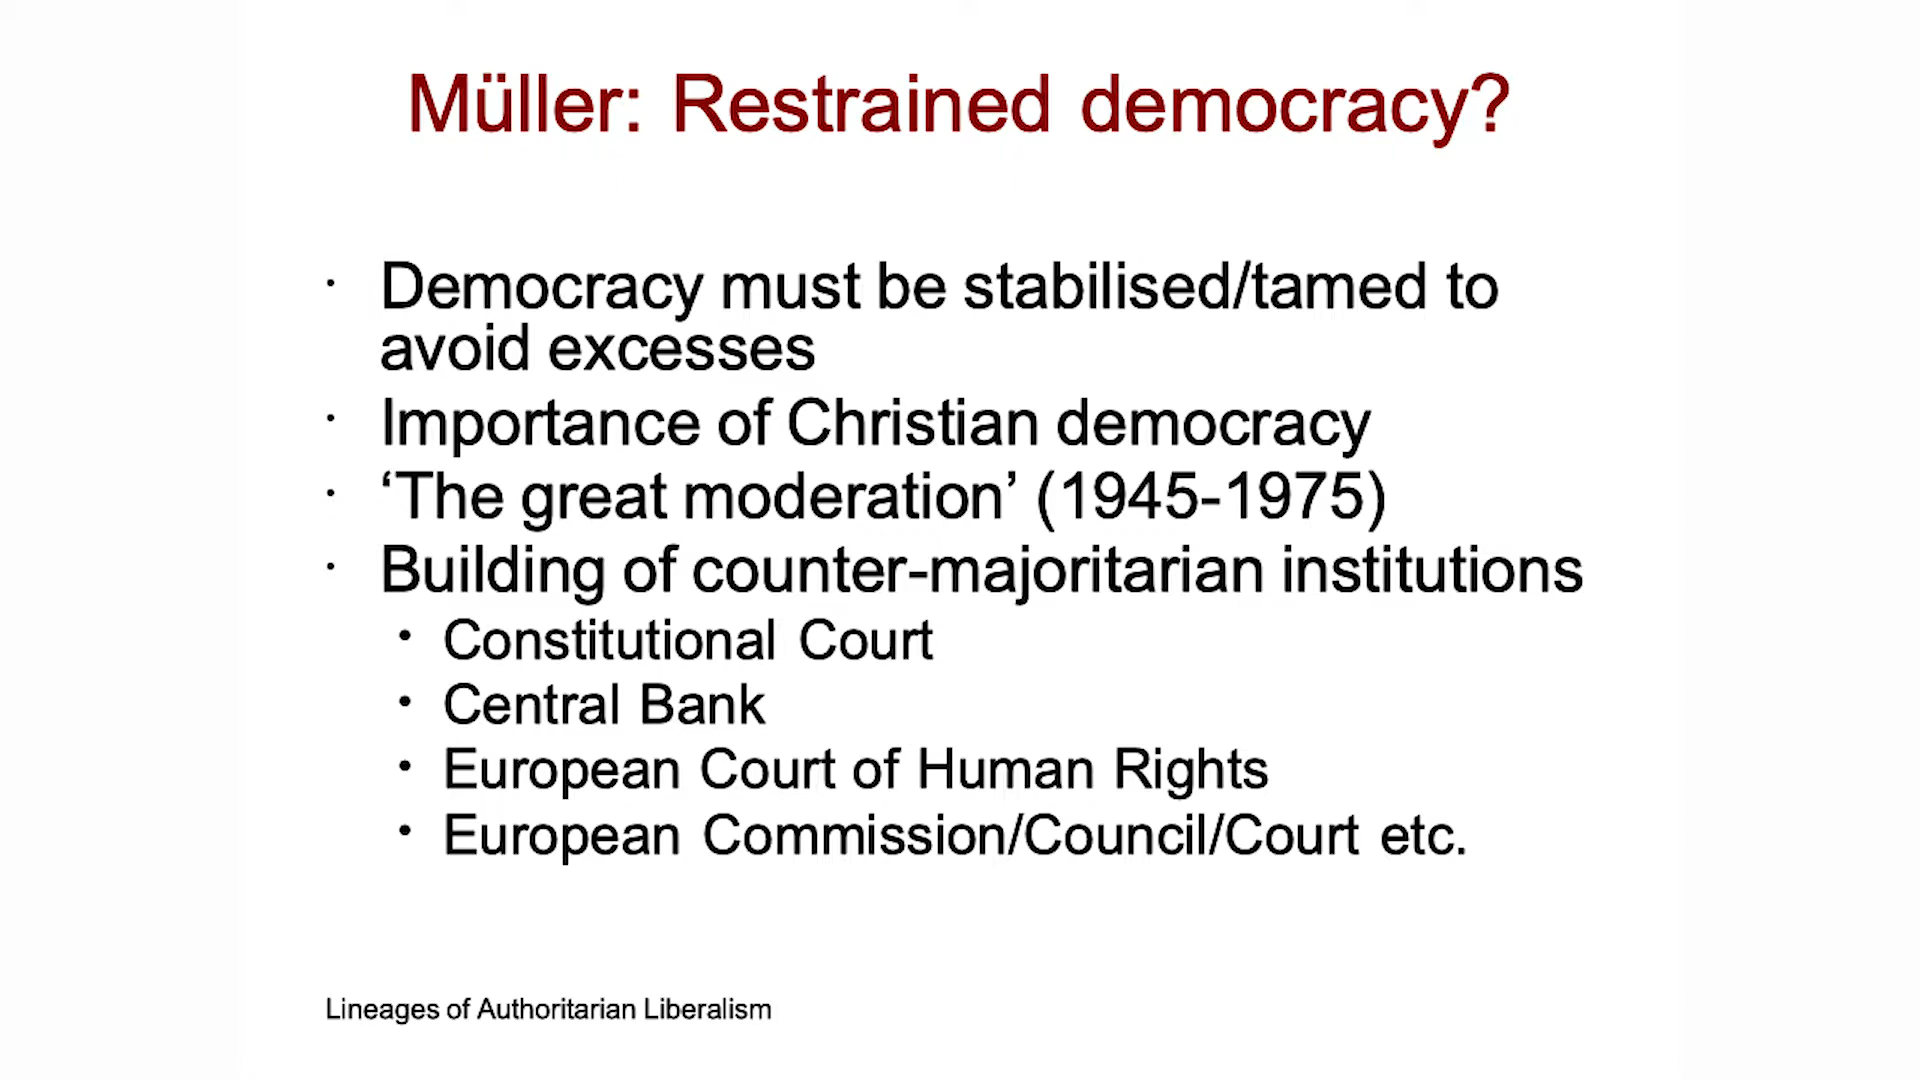 Müller: Restrained democracy?
· Democracy must be stabilised/tamed to
avoid excesses
· Importance of Christian democracy
· ‘The great moderation’ (1945-1975)
· Building of counter-majoritarian institutions
• Constitutional Court
• Central Bank
• European Court of Human Rights
• European Commission/Council/Court etc.
Lineages of Authoritarian Liberalism